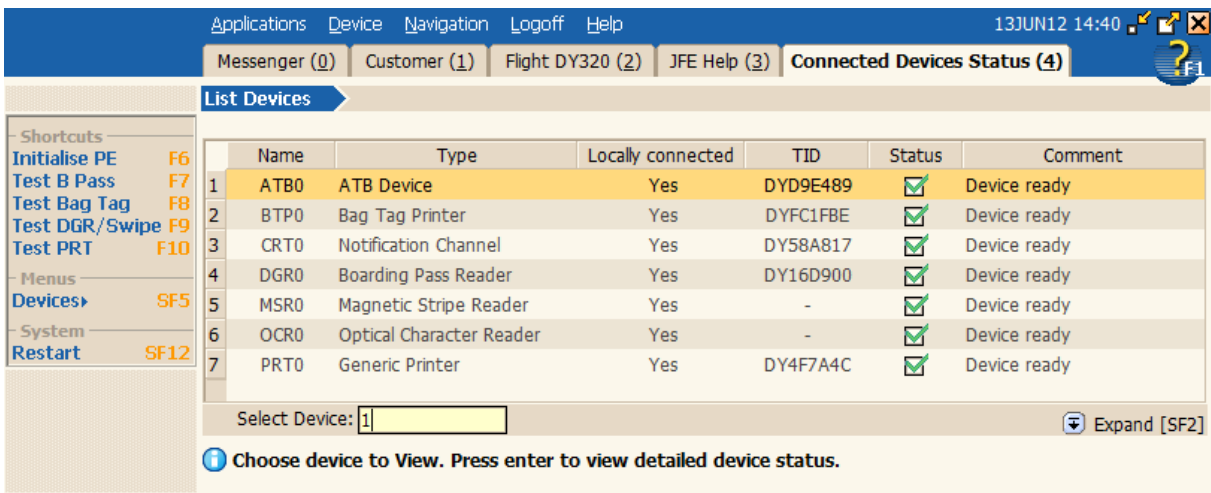 Applications Device Navigation Logoff Help 13JUN12 14:40
Messenger (0) Customer (1) Flight DY320 (2) JFE Help (3) Connected Devices Status (4) ?F1
List Devices
Shortcuts
Initialise PE F6
Test B Pass F7
Test Bag Tag F8
Test DGR/Swipe F9
Test PRT F10
Menus
Devices SF5
System
Restart SF12
Name Type Locally connected TID Status Comment
1 ATB0 ATB Device Yes DYD9E489 Device ready
2 BTP0 Bag Tag Printer Yes DYFC1FBE Device ready
3 CRT0 Notification Channel Yes DY58A817 Device ready
4 DGR0 Boarding Pass Reader Yes DY16D900 Device ready
5 MSR0 Magnetic Stripe Reader Yes - Device ready
6 OCR0 Optical Character Reader Yes - Device ready
7 PRT0 Generic Printer Yes DY4F7A4C Device ready
Select Device: 1 Expand [SF2]
Choose device to View. Press enter to view detailed device status.